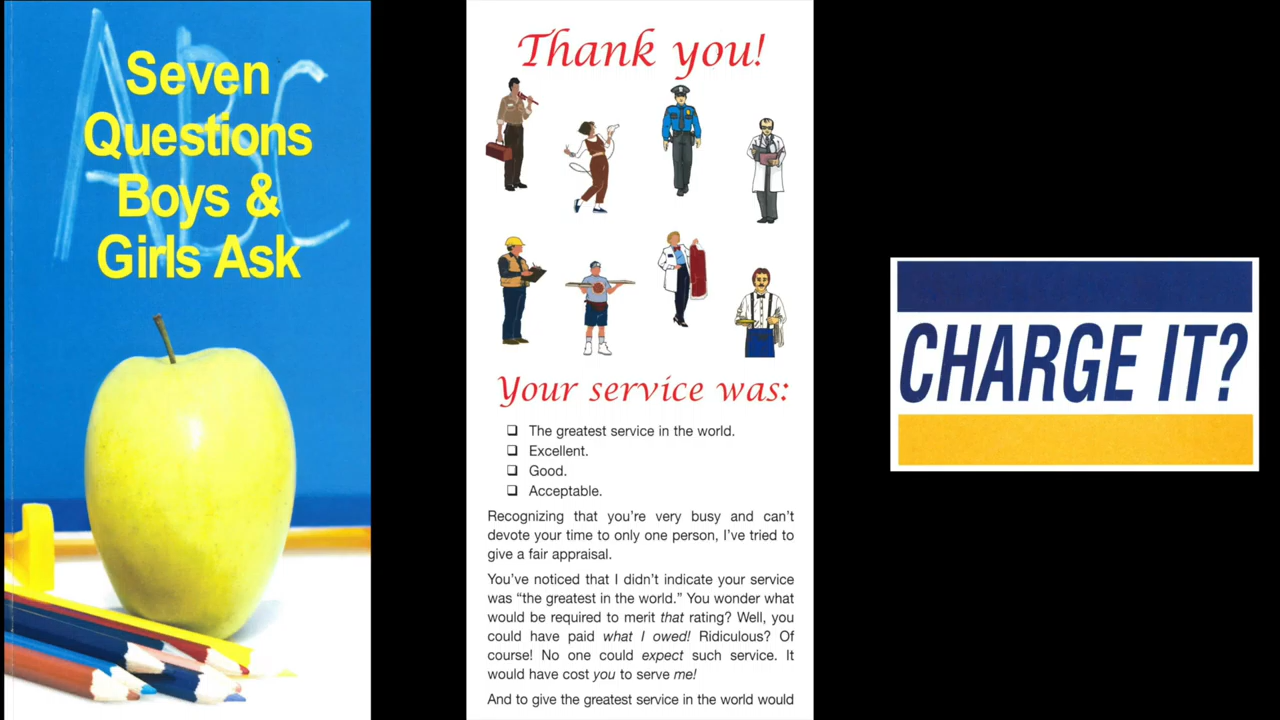 ABC
Seven
Questions
Boys &
Girls Ask
Thank you!
Your service was:
❑ The greatest service in the world.
❑ Excellent.
❑ Good.
❑ Acceptable.
Recognizing that you're very busy and can't
devote your time to only one person, I've tried to
give a fair appraisal.
You've noticed that I didn't indicate your service
was “the greatest in the world.” You wonder what
would be required to merit that rating? Well, you
could have paid what I owed! Ridiculous? Of
course! No one could expect such service. It
would have cost you to serve me!
And to give the greatest service in the world would
CHARGE IT?